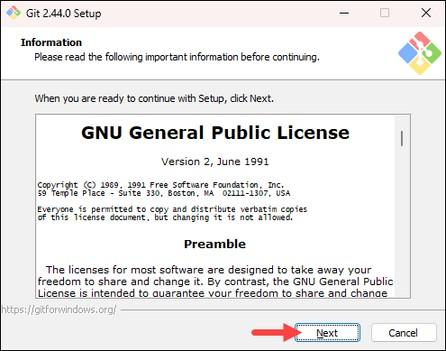 Git 2.44.0 Setup
Information
Please read the following important information before continuing.
When you are ready to continue with Setup, click Next.
GNU General Public License
Version 2, June 1991
Copyright (C) 1989, 1991 Free Software Foundation, Inc.
59 Temple Place - Suite 330, Boston, MA  02111-1307, USA
Everyone is permitted to copy and distribute verbatim copies
of this license document, but changing it is not allowed.
Preamble
The licenses for most software are designed to take away your
freedom to share and change it. By contrast, the GNU General Public
License is intended to guarantee your freedom to share and change
https://gitforwindows.org/
Next
Cancel